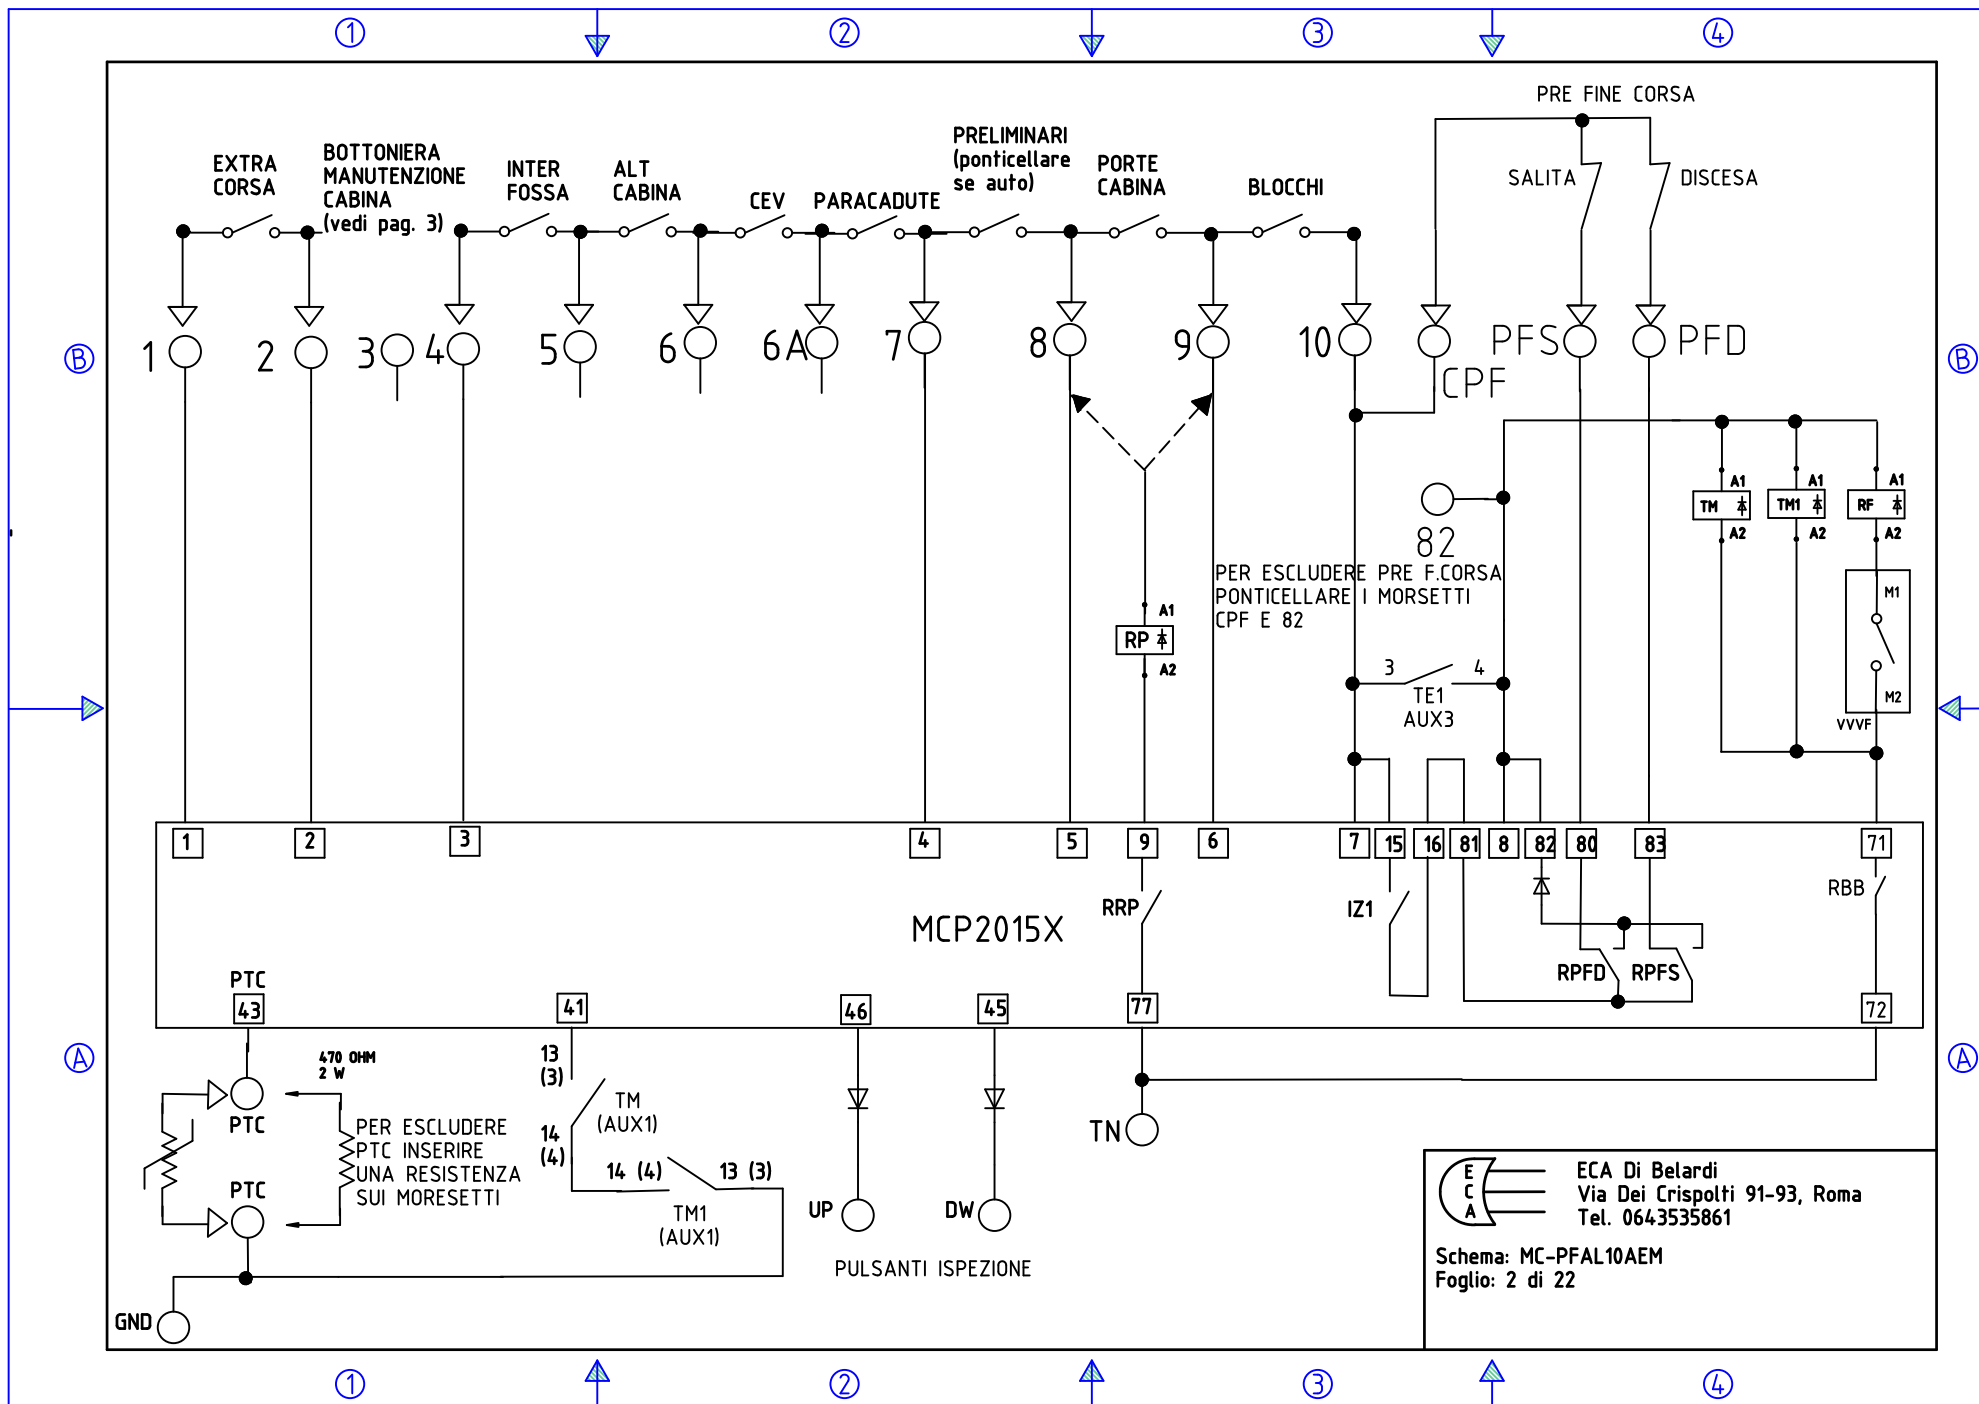 1 2 3 4
PRE FINE CORSA
EXTRA
CORSA
BOTTONIERA
MANUTENZIONE
CABINA
(vedi pag. 3)
INTER
FOSSA
ALT
CABINA
CEV
PARACADUTE
PRELIMINARI
(ponticellare
se auto)
PORTE
CABINA
BLOCCHI
SALITA
DISCESA
B
1 2 3 4 5 6 6A 7 8 9 10
CPF
PFS
PFD
B
82
PER ESCLUDERE PRE F.CORSA
PONTICELLARE I MORSETTI
CPF E 82
A1
TM
A2
A1
TM1
A2
A1
RF
A2
M1
M2
VVVF
A1
RP
A2
3 4
TE1
AUX3
1 2 3 4 5 9 6 7 15 16 81 8 82 80 83 71
MCP2015X
RRP
IZ1
RPFD
RPFS
RBB
PTC
43 41 46 45 77 72
A
PTC
470 OHM
2 W
PER ESCLUDERE
PTC INSERIRE
UNA RESISTENZA
SUI MORESETTI
PTC
GND
13
(3)
TM
(AUX1)
14
(4)
14 (4)
13 (3)
TM1
(AUX1)
UP
DW
PULSANTI ISPEZIONE
TN
A
E
C
A
ECA Di Belardi
Via Dei Crispolti 91-93, Roma
Tel. 0643535861
Schema: MC-PFAL10AEM
Foglio: 2 di 22
1 2 3 4